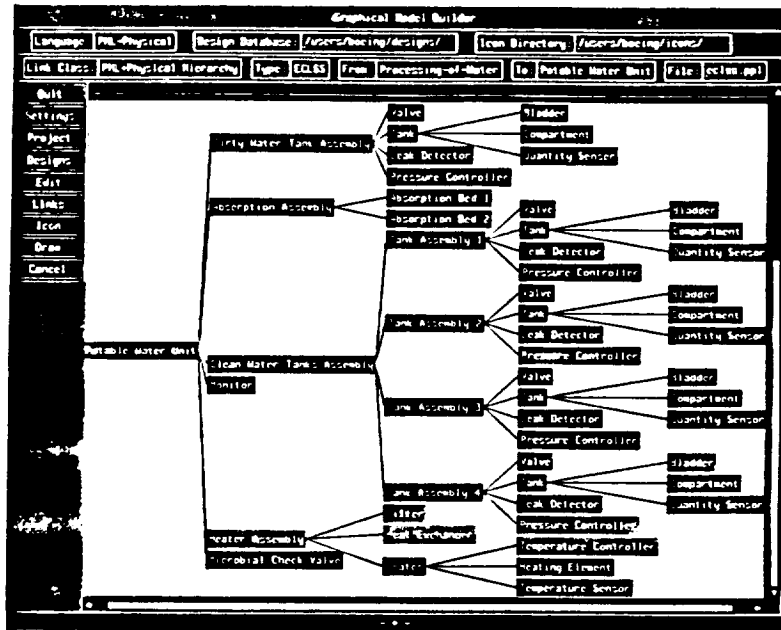 Graphical Model Builder
Language: PML-Physical Design Database: /users/boeing/designs/ Icon Directory: /users/boeing/icons/
Link Class: PML-Physical Hierarchy Type: ECLSS From: Processing-of-Water To: Potable Water Unit File: eclss.ppl
Quit
Settings
Project
Designs
Edit
Links
Icon
Draw
Cancel
Potable Water Unit
Dirty Water Tank Assembly
Valve
Tank
Bladder
Compartment
Quantity Sensor
Leak Detector
Pressure Controller
Absorption Assembly
Absorption Bed 1
Absorption Bed 2
Clean Water Tanks Assembly
Tank Assembly 1
Valve
Tank
Bladder
Compartment
Quantity Sensor
Leak Detector
Pressure Controller
Tank Assembly 2
Valve
Tank
Bladder
Compartment
Quantity Sensor
Leak Detector
Pressure Controller
Tank Assembly 3
Valve
Tank
Bladder
Compartment
Quantity Sensor
Leak Detector
Pressure Controller
Tank Assembly 4
Valve
Tank
Bladder
Compartment
Quantity Sensor
Leak Detector
Pressure Controller
Monitor
Heater Assembly
Filter
Heat Exchanger
Heater
Temperature Controller
Heating Element
Temperature Sensor
Microbial Check Valve